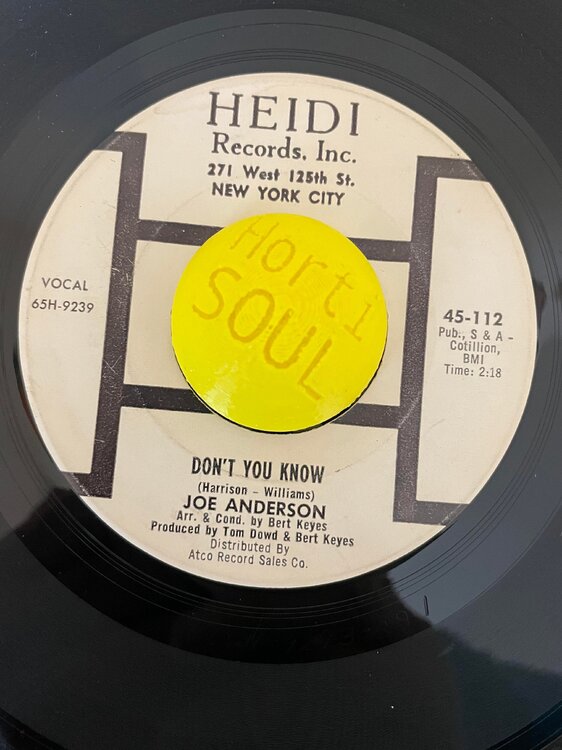 HEIDI
Records, Inc.
271 West 125th St.
NEW YORK CITY
Horti
SOUL
VOCAL
65H-9239
45-112
Pub., S & A -
Cotillion,
BMI
Time: 2:18
DON'T YOU KNOW
(Harrison - Williams)
JOE ANDERSON
Arr. & Cond. by Bert Keyes
Produced by Tom Dowd & Bert Keyes
Distributed By
Atco Record Sales Co.